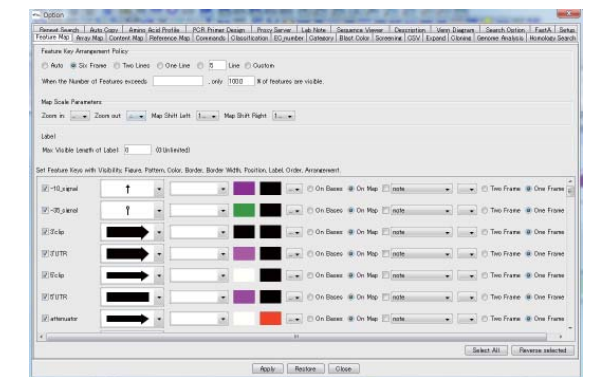 Option
Repeat Search Auto Copy Amino Acid Profile PCR Primer Design Proxy Server Lab Note Sequence Viewer Description Venn Diagram Search Option FastA Setup
Feature Map Array Map Content Map Reference Map Commands Classification EC_number Category Blast Color Screening CSV Expand Cloning Genome Analysis Homology Search
Feature Key Arrangement Policy
Auto Six Frame Two Lines One Line 5 Line Custom
When the Number of Features exceeds , only 100.0 % of features are visible.
Map Scale Parameters
Zoom in: ... Zoom out ... Map Shift Left 1... Map Shift Right 1...
Label
Max. Visible Length of Label 0 (0:Unlimited)
Set Feature Keys with Visibility, Figure, Pattern, Color, Border, Border Width, Position, Label, Order, Arrangement.
-10_signal ... On Bases On Map note ... Two Frame One Frame
-35_signal ... On Bases On Map note ... Two Frame One Frame
3'clip ... On Bases On Map note ... Two Frame One Frame
3'UTR ... On Bases On Map note ... Two Frame One Frame
5'clip ... On Bases On Map note ... Two Frame One Frame
5'UTR ... On Bases On Map note ... Two Frame One Frame
attenuator ... On Bases On Map note ... Two Frame One Frame
Select All Reverse selected
Apply Restore Close